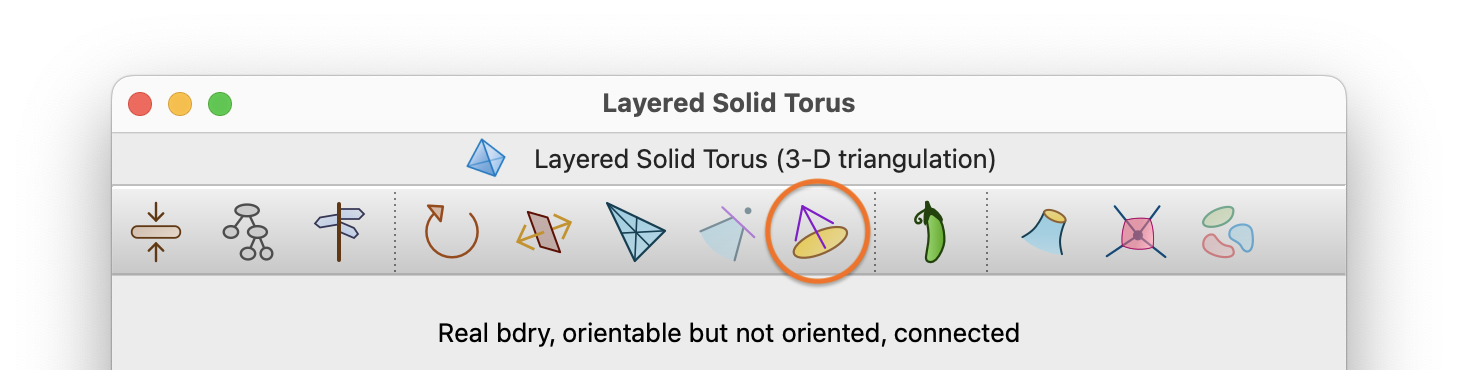 Layered Solid Torus
Layered Solid Torus (3-D triangulation)
Real bdry, orientable but not oriented, connected